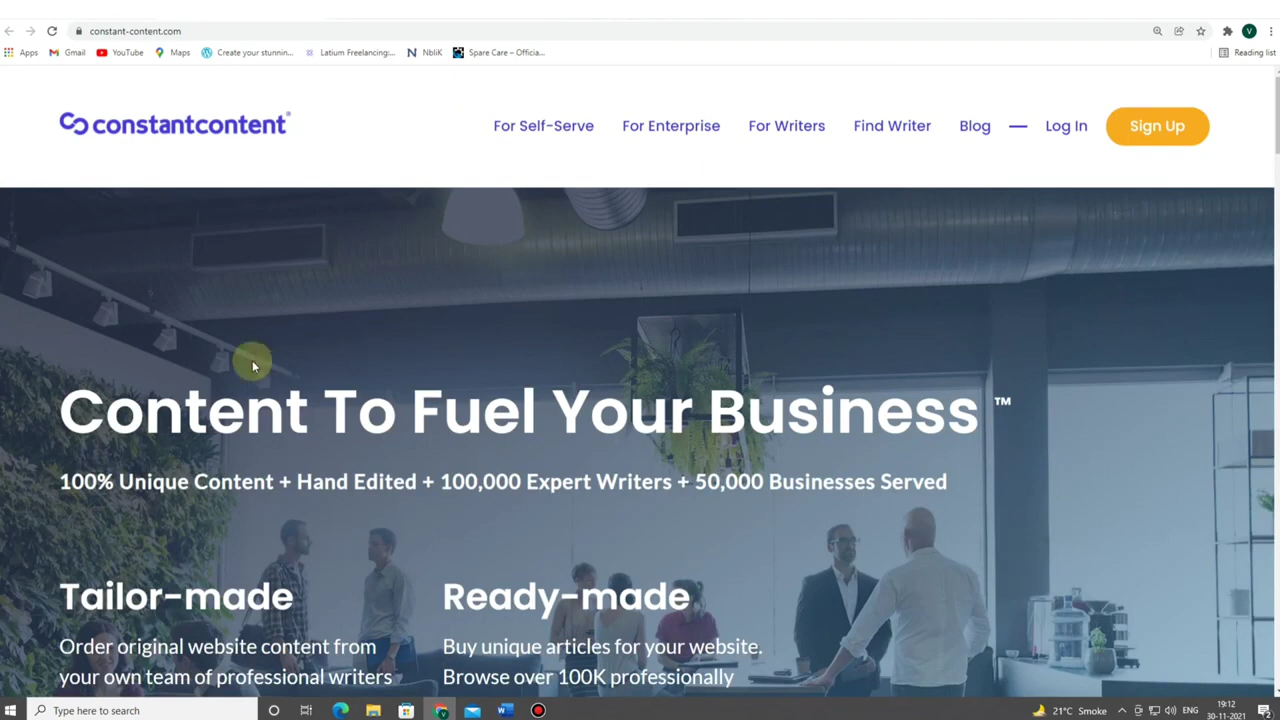 constant-content.com
Apps Gmail YouTube Maps Create your stunnin... Latium Freelancing:... NbliK Spare Care – Officia... Reading list
constantcontent®
For Self-Serve For Enterprise For Writers Find Writer Blog — Log In Sign Up
Content To Fuel Your Business ™
100% Unique Content + Hand Edited + 100,000 Expert Writers + 50,000 Businesses Served
Tailor-made
Order original website content from
your own team of professional writers
Ready-made
Buy unique articles for your website.
Browse over 100K professionally
Type here to search
21°C Smoke ENG 19:12
30-11-2021